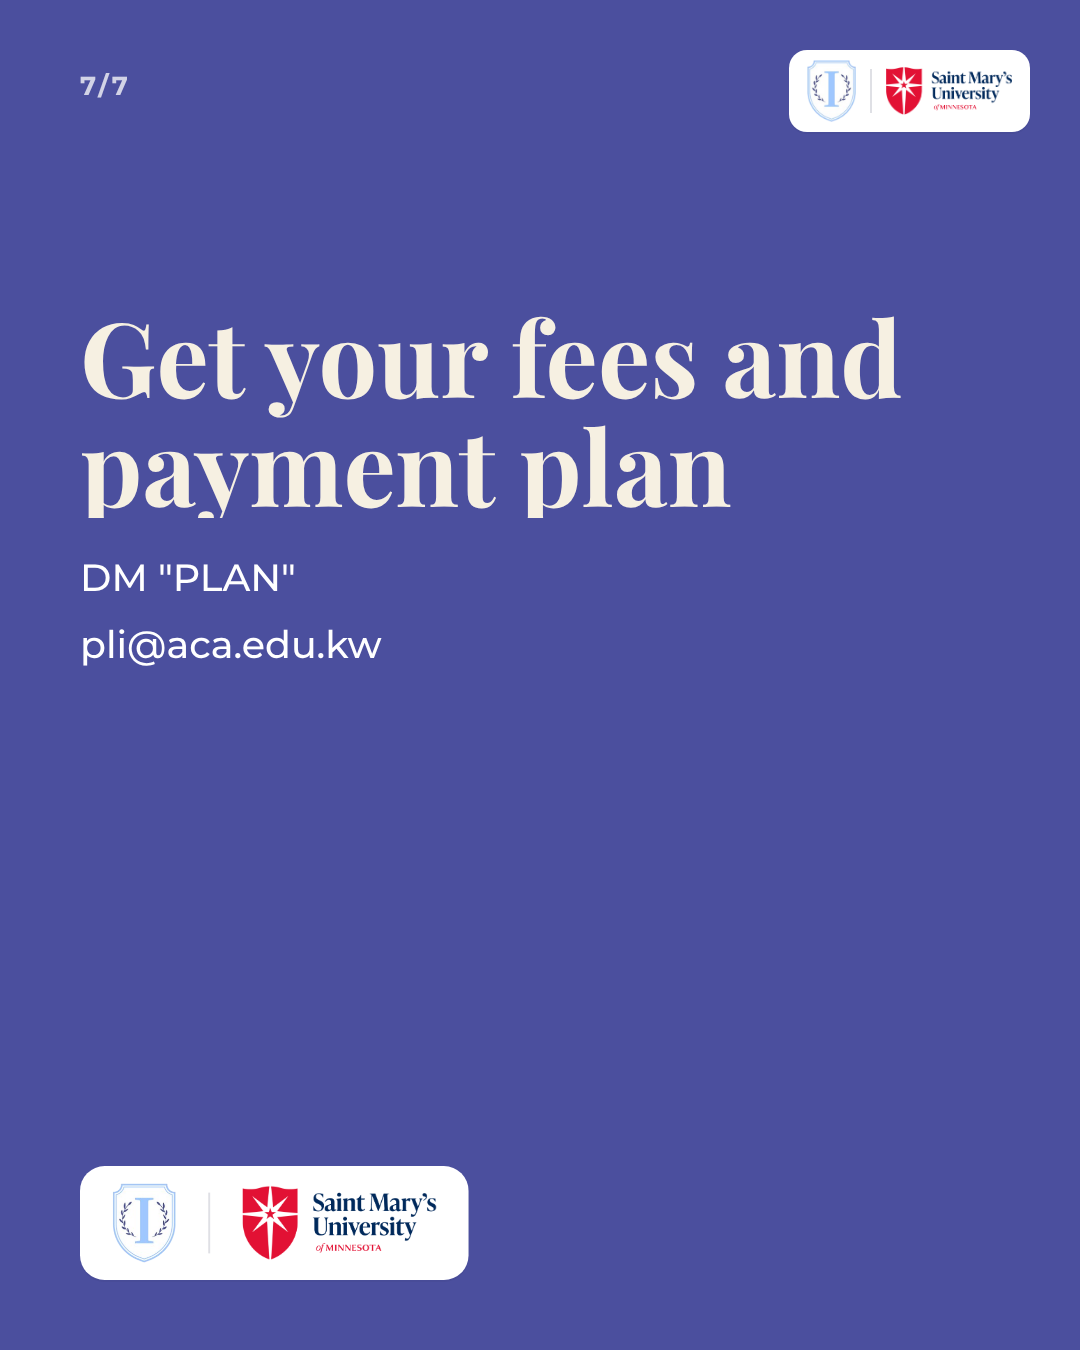 7/7
I
Saint Mary's
University
of MINNESOTA
Get your fees and
payment plan
DM "PLAN"
pli@aca.edu.kw
I
Saint Mary's
University
of MINNESOTA